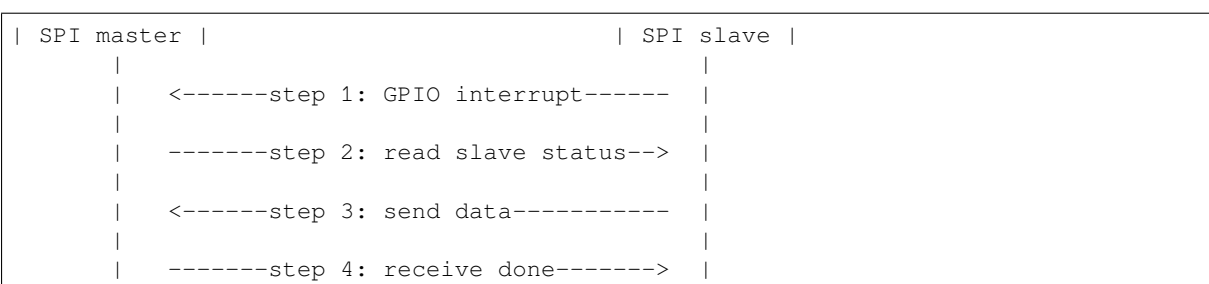 | SPI master |                                 | SPI slave |
      |                                               |
      |   <------step 1: GPIO interrupt------  |
      |                                               |
      |   -------step 2: read slave status-->  |
      |                                               |
      |   <------step 3: send data-----------  |
      |                                               |
      |   -------step 4: receive done------->  |